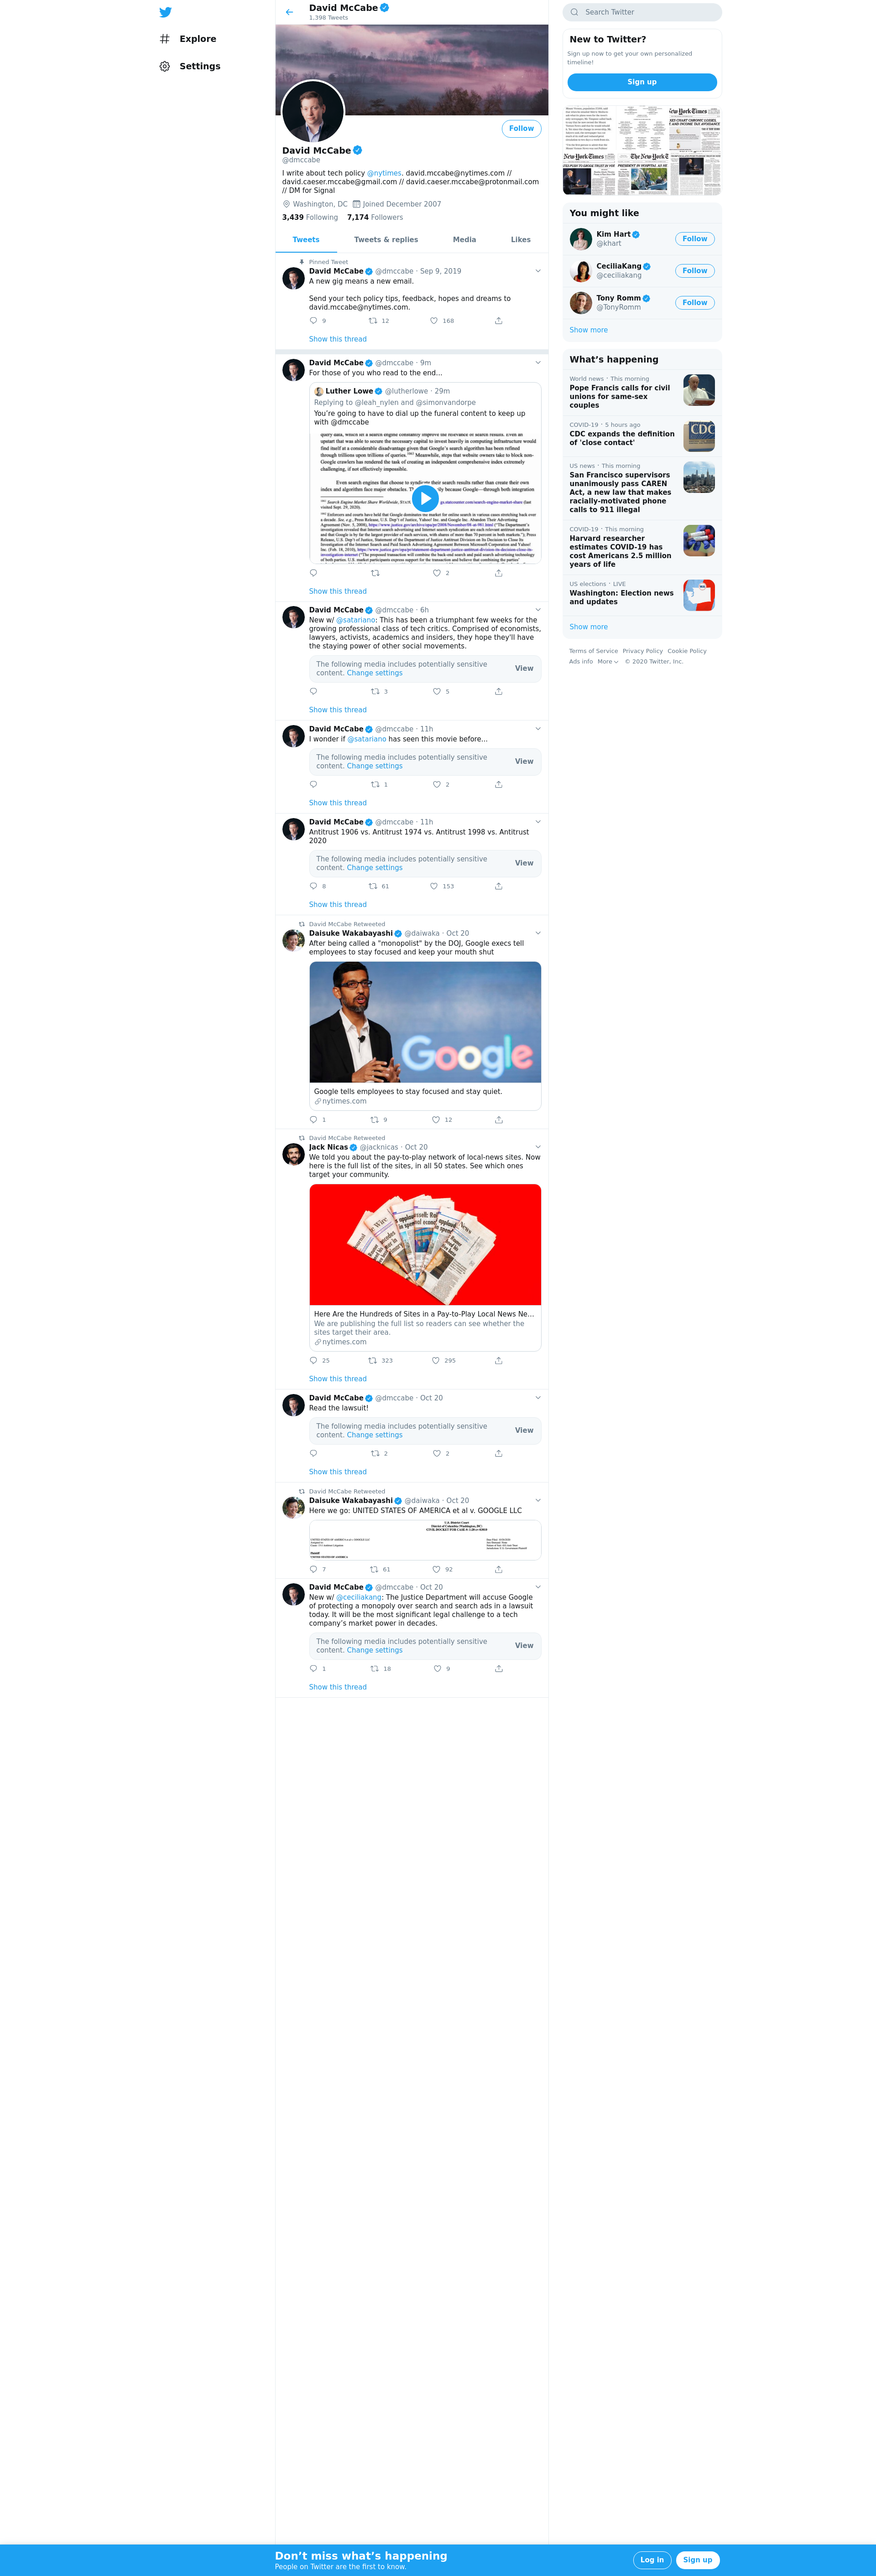 Explore
Settings
David McCabe
1,398 Tweets
Follow
David McCabe
@dmccabe
I write about tech policy @nytimes. david.mccabe@nytimes.com //
david.caeser.mccabe@gmail.com // david.caeser.mccabe@protonmail.com
// DM for Signal
Washington, DC Joined December 2007
3,439 Following 7,174 Followers
Tweets Tweets & replies Media Likes
Pinned Tweet
David McCabe @dmccabe · Sep 9, 2019
A new gig means a new email.
Send your tech policy tips, feedback, hopes and dreams to
david.mccabe@nytimes.com.
9 12 168
Show this thread
David McCabe @dmccabe · 9m
For those of you who read to the end...
Luther Lowe @lutherlowe · 29m
Replying to @leah_nylen and @simonvandorpe
You're going to have to dial up the funeral content to keep up
with @dmccabe
2
Show this thread
David McCabe @dmccabe · 6h
New w/ @satariano: This has been a triumphant few weeks for the
growing professional class of tech critics. Comprised of economists,
lawyers, activists, academics and insiders, they hope they'll have
the staying power of other social movements.
The following media includes potentially sensitive
content. Change settings
View
3 5
Show this thread
David McCabe @dmccabe · 11h
I wonder if @satariano has seen this movie before...
The following media includes potentially sensitive
content. Change settings
View
1 2
Show this thread
David McCabe @dmccabe · 11h
Antitrust 1906 vs. Antitrust 1974 vs. Antitrust 1998 vs. Antitrust
2020
The following media includes potentially sensitive
content. Change settings
View
8 61 153
Show this thread
David McCabe Retweeted
Daisuke Wakabayashi @daiwaka · Oct 20
After being called a "monopolist" by the DOJ, Google execs tell
employees to stay focused and keep your mouth shut
Google
Google tells employees to stay focused and stay quiet.
nytimes.com
1 9 12
David McCabe Retweeted
Jack Nicas @jacknicas · Oct 20
We told you about the pay-to-play network of local-news sites. Now
here is the full list of the sites, in all 50 states. See which ones
target your community.
Here Are the Hundreds of Sites in a Pay-to-Play Local News Ne...
We are publishing the full list so readers can see whether the
sites target their area.
nytimes.com
25 323 295
Show this thread
David McCabe @dmccabe · Oct 20
Read the lawsuit!
The following media includes potentially sensitive
content. Change settings
View
2 2
Show this thread
David McCabe Retweeted
Daisuke Wakabayashi @daiwaka · Oct 20
Here we go: UNITED STATES OF AMERICA et al v. GOOGLE LLC
7 61 92
David McCabe @dmccabe · Oct 20
New w/ @ceciliakang: The Justice Department will accuse Google
of protecting a monopoly over search and search ads in a lawsuit
today. It will be the most significant legal challenge to a tech
company's market power in decades.
The following media includes potentially sensitive
content. Change settings
View
1 18 9
Show this thread
Search Twitter
New to Twitter?
Sign up now to get your own personalized
timeline!
Sign up
You might like
Kim Hart
@khart
Follow
CeciliaKang
@ceciliakang
Follow
Tony Romm
@TonyRomm
Follow
Show more
What's happening
World news · This morning
Pope Francis calls for civil
unions for same-sex
couples
COVID-19 · 5 hours ago
CDC expands the definition
of 'close contact'
CDC
US news · This morning
San Francisco supervisors
unanimously pass CAREN
Act, a new law that makes
racially-motivated phone
calls to 911 illegal
COVID-19 · This morning
Harvard researcher
estimates COVID-19 has
cost Americans 2.5 million
years of life
US elections · LIVE
Washington: Election news
and updates
Show more
Terms of Service Privacy Policy Cookie Policy
Ads info More © 2020 Twitter, Inc.
Don't miss what's happening
People on Twitter are the first to know.
Log in Sign up